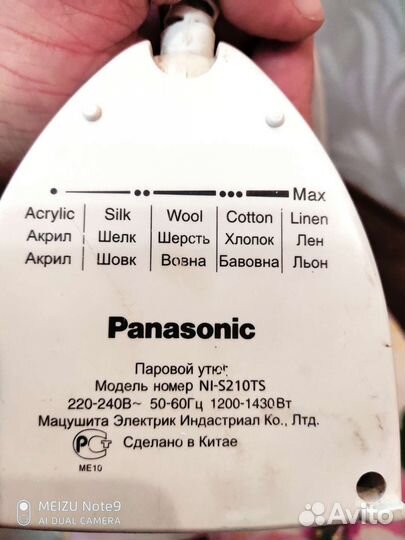 Max
Acrylic Silk Wool Cotton Linen
Акрил Шелк Шерсть Хлопок Лен
Акрил Шовк Вовна Бавовна Льон
Panasonic
Паровой утюг
Модель номер NI-S210TS
220-240В~ 50-60Гц 1200-1430Вт
Мацушита Электрик Индастриал Ко., Лтд.
Сделано в Китае
ME10
MEIZU Note9
AI DUAL CAMERA
Avito